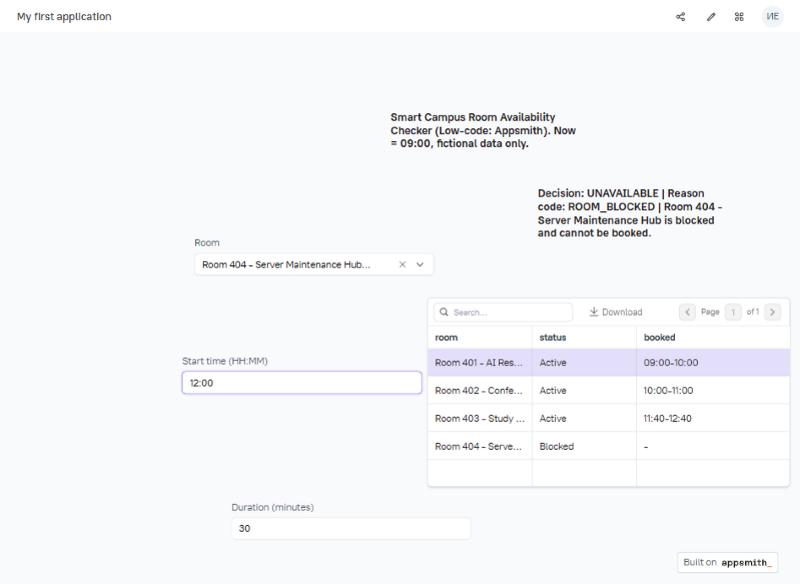 My first application
ИE
Smart Campus Room Availability
Checker (Low-code: Appsmith). Now
= 09:00, fictional data only.
Decision: UNAVAILABLE | Reason
code: ROOM_BLOCKED | Room 404 -
Server Maintenance Hub is blocked
and cannot be booked.
Room
Room 404 - Server Maintenance Hub...
Search...
Download
Page 1 of 1
room status booked
Room 401 - AI Res... Active 09:00-10:00
Room 402 - Confe... Active 10:00-11:00
Room 403 - Study ... Active 11:40-12:40
Room 404 - Serve... Blocked -
Start time (HH:MM)
12:00
Duration (minutes)
30
Built on appsmith_